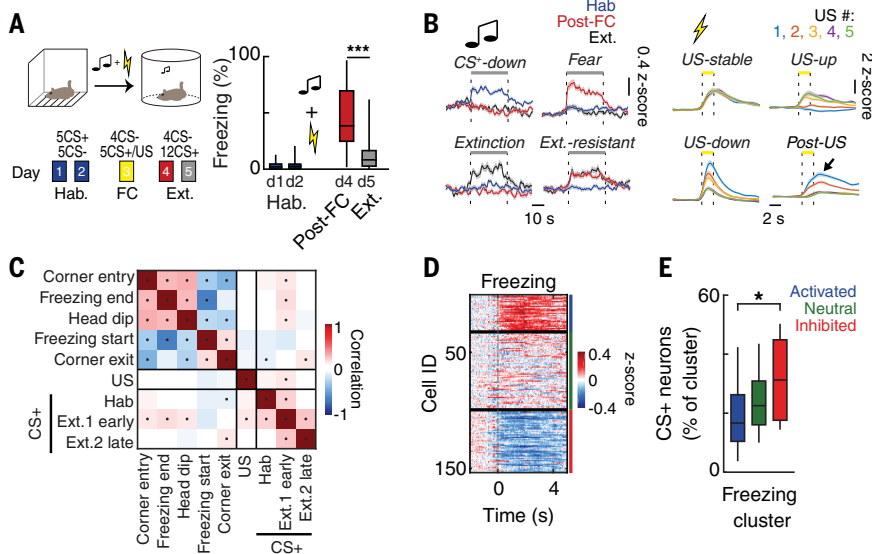 A
5CS+
5CS-
4CS-
5CS+/US
4CS-
12CS+
Day
1
2
3
4
5
Hab.
FC
Ext.
Freezing (%)
100
0
+
***
d1
d2
d4
d5
Hab.
Post-FC
Ext.
B
Hab
Post-FC
Ext.
CS+-down
Fear
0.4 z-score
Extinction
Ext.-resistant
10 s
US #:
1, 2, 3, 4, 5
US-stable
US-up
2 z-score
US-down
Post-US
2 s
C
Corner entry
Freezing end
Head dip
Freezing start
Corner exit
US
Hab
Ext.1 early
Ext.2 late
CS+
Corner entry
Freezing end
Head dip
Freezing start
Corner exit
US
Hab
Ext.1 early
Ext.2 late
CS+
1
0
-1
Correlation
D
Freezing
Cell ID
50
150
0
4
Time (s)
0.4
0
-0.4
z-score
E
Activated
Neutral
Inhibited
CS+ neurons
(% of cluster)
60
0
*
Freezing
cluster